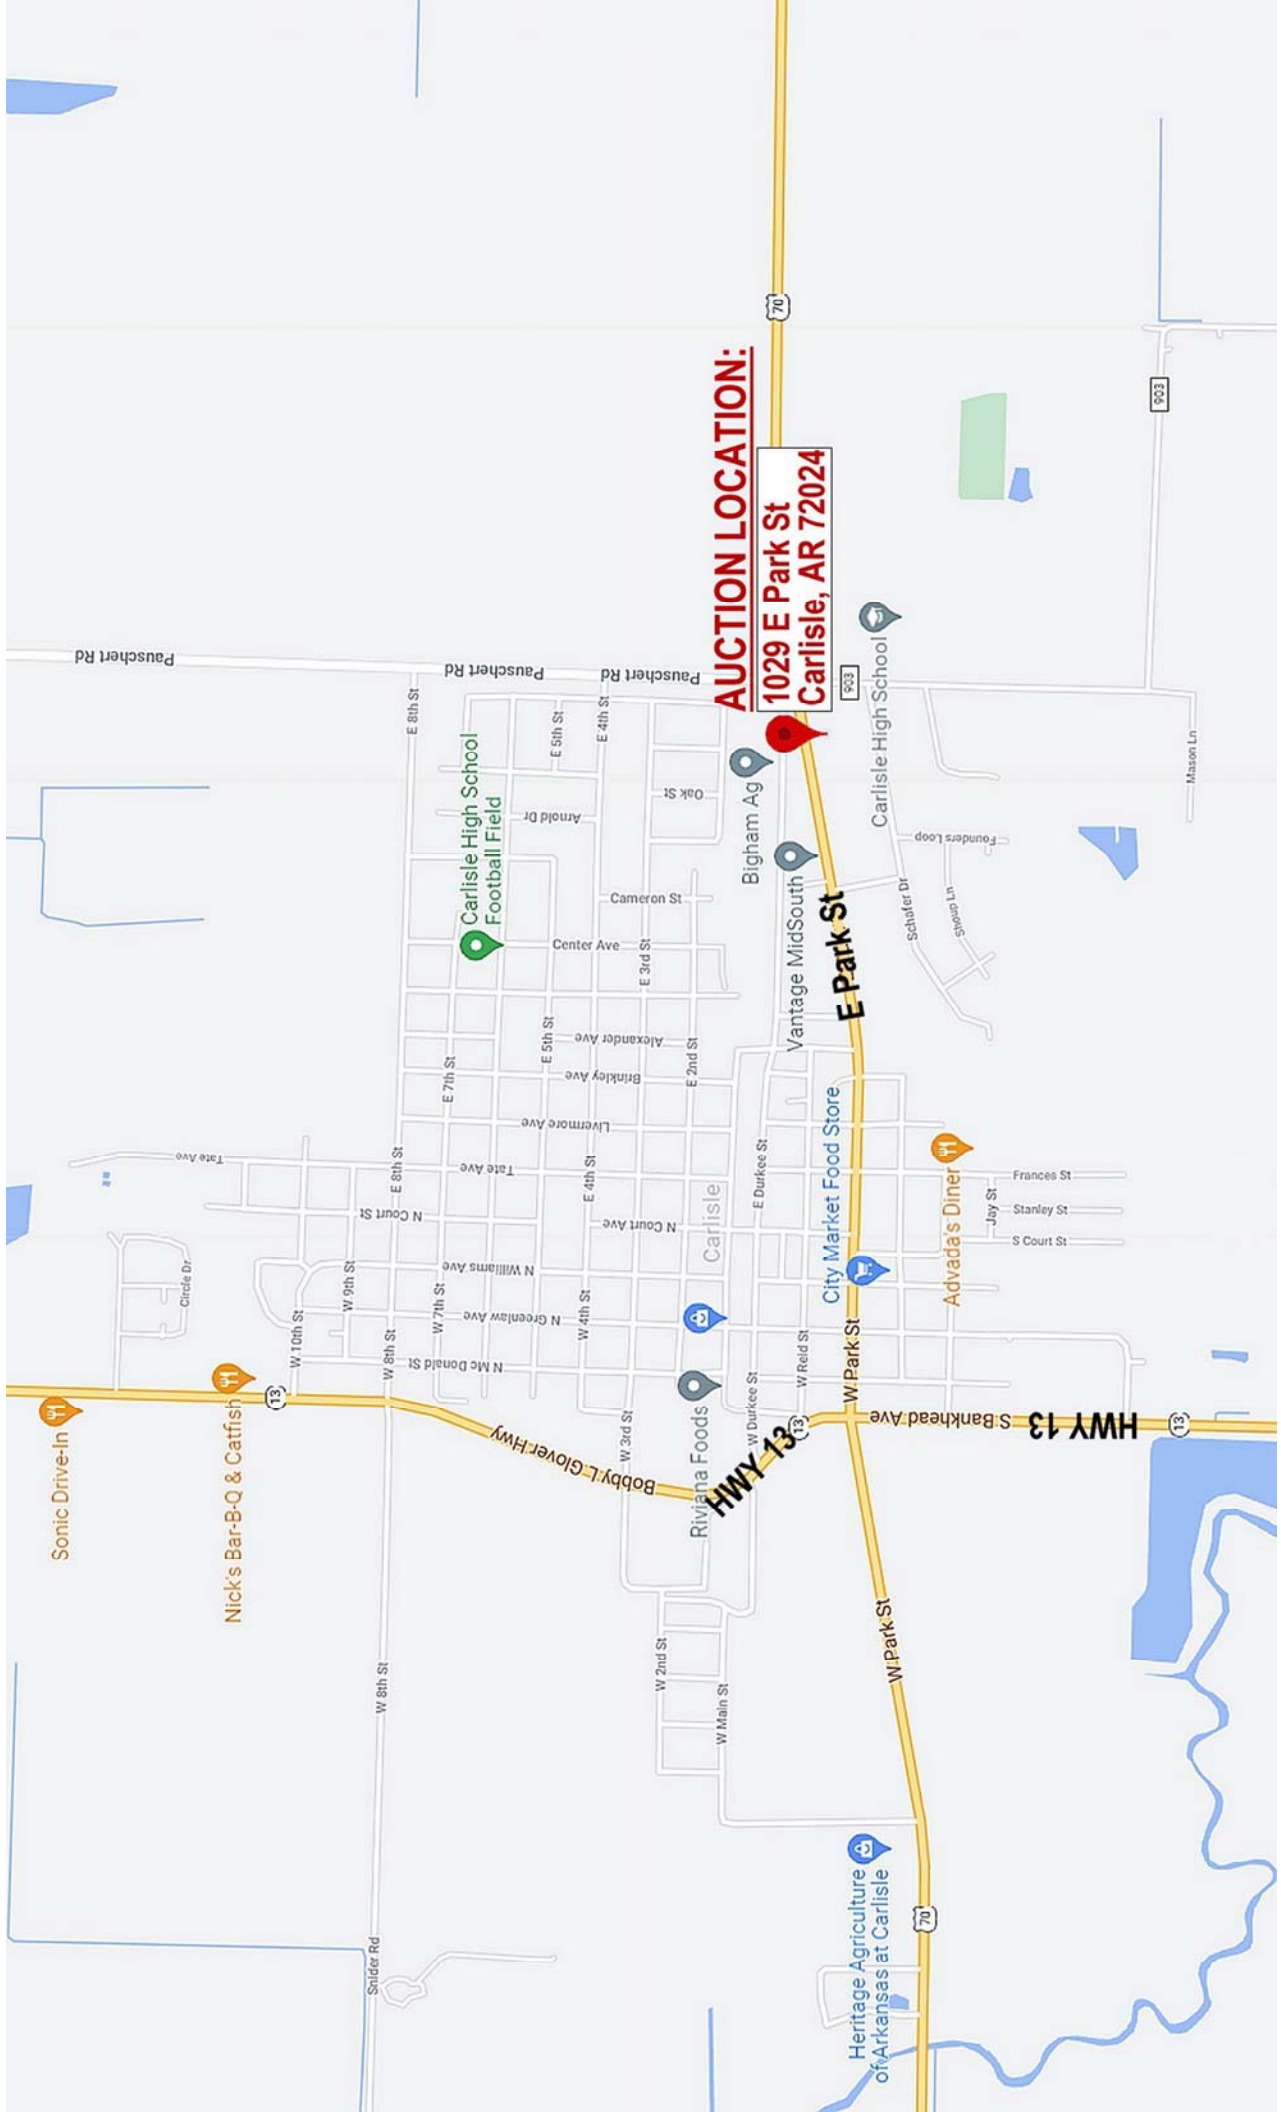 Sonic Drive-In
Nick's Bar-B-Q & Catfish
13
Circle Dr
Tate Ave
W 10th St
W 9th St
N Court St
Snider Rd
W 8th St
W 8th St
E 8th St
E 8th St
Pauschert Rd
Pauschert Rd
Pauschert Rd
N Mc Donald St
W 7th St
N Greenlaw Ave
N Williams Ave
Tate Ave
E 7th St
Carlisle High School
Football Field
Bobby L Glover Hwy
Livermore Ave
Brinkley Ave
Alexander Ave
E 5th St
Center Ave
Arnold Dr
E 5th St
W 4th St
E 4th St
E 4th St
N Court Ave
Cameron St
W 3rd St
E 3rd St
Oak St
W 2nd St
E 2nd St
Riviana Foods
Carlisle
W Main St
HWY 13
13
W Durkee St
E Durkee St
Bigham Ag
AUCTION LOCATION:
1029 E Park St
Carlisle, AR 72024
70
W Reid St
Vantage MidSouth
City Market Food Store
E Park St
W Park St
W Park St
903
Carlisle High School
Heritage Agriculture
of Arkansas at Carlisle
70
S Bankhead Ave
Schafer Dr
Founders Loop
Shoup Ln
Advada's Diner
Frances St
Jay St
Stanley St
S Court St
HWY 13
13
903
Mason Ln